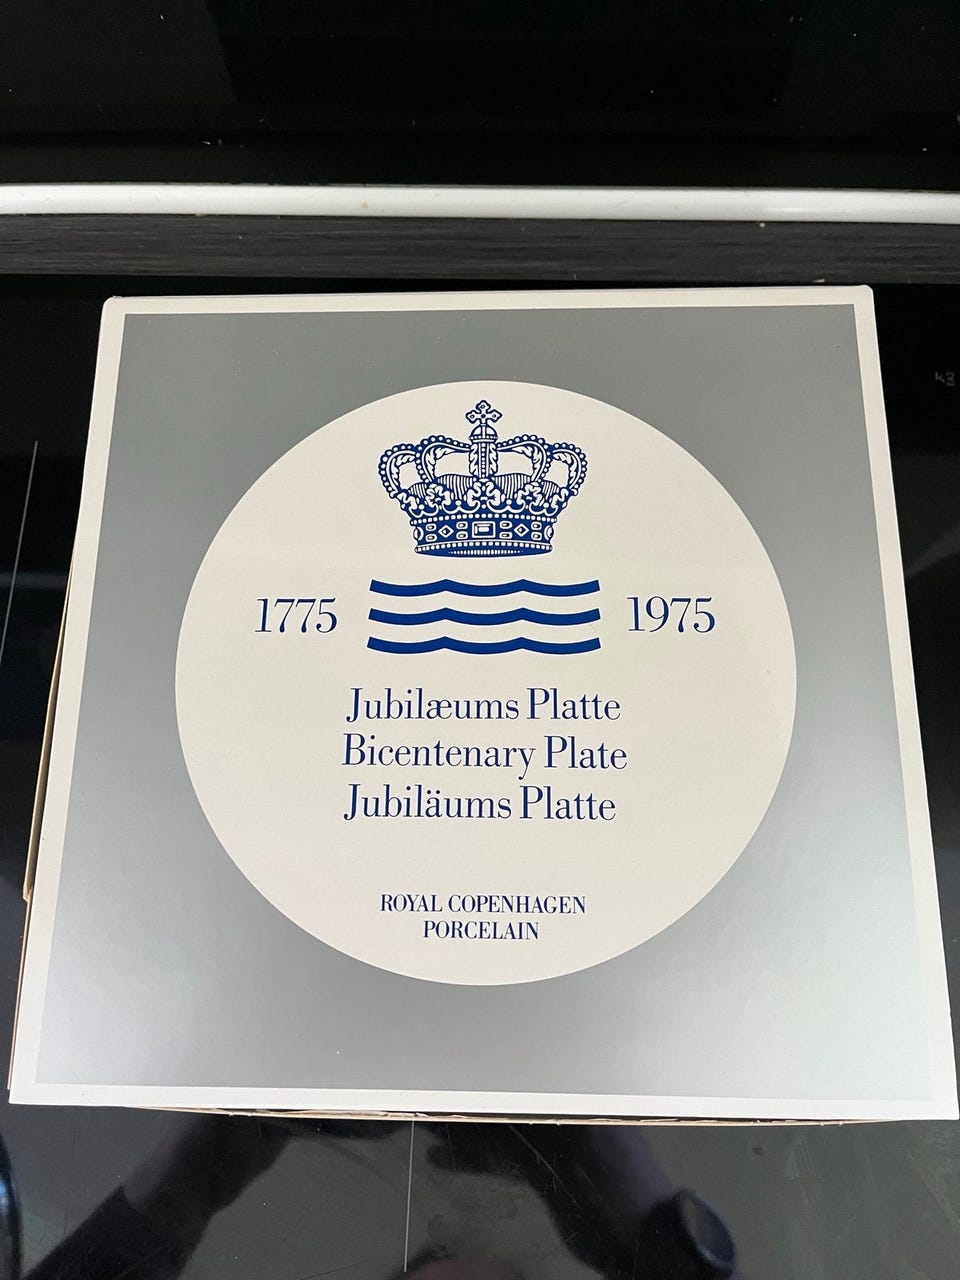 1775 1975
Jubilæums Platte
Bicentenary Plate
Jubiläums Platte
ROYAL COPENHAGEN
PORCELAIN